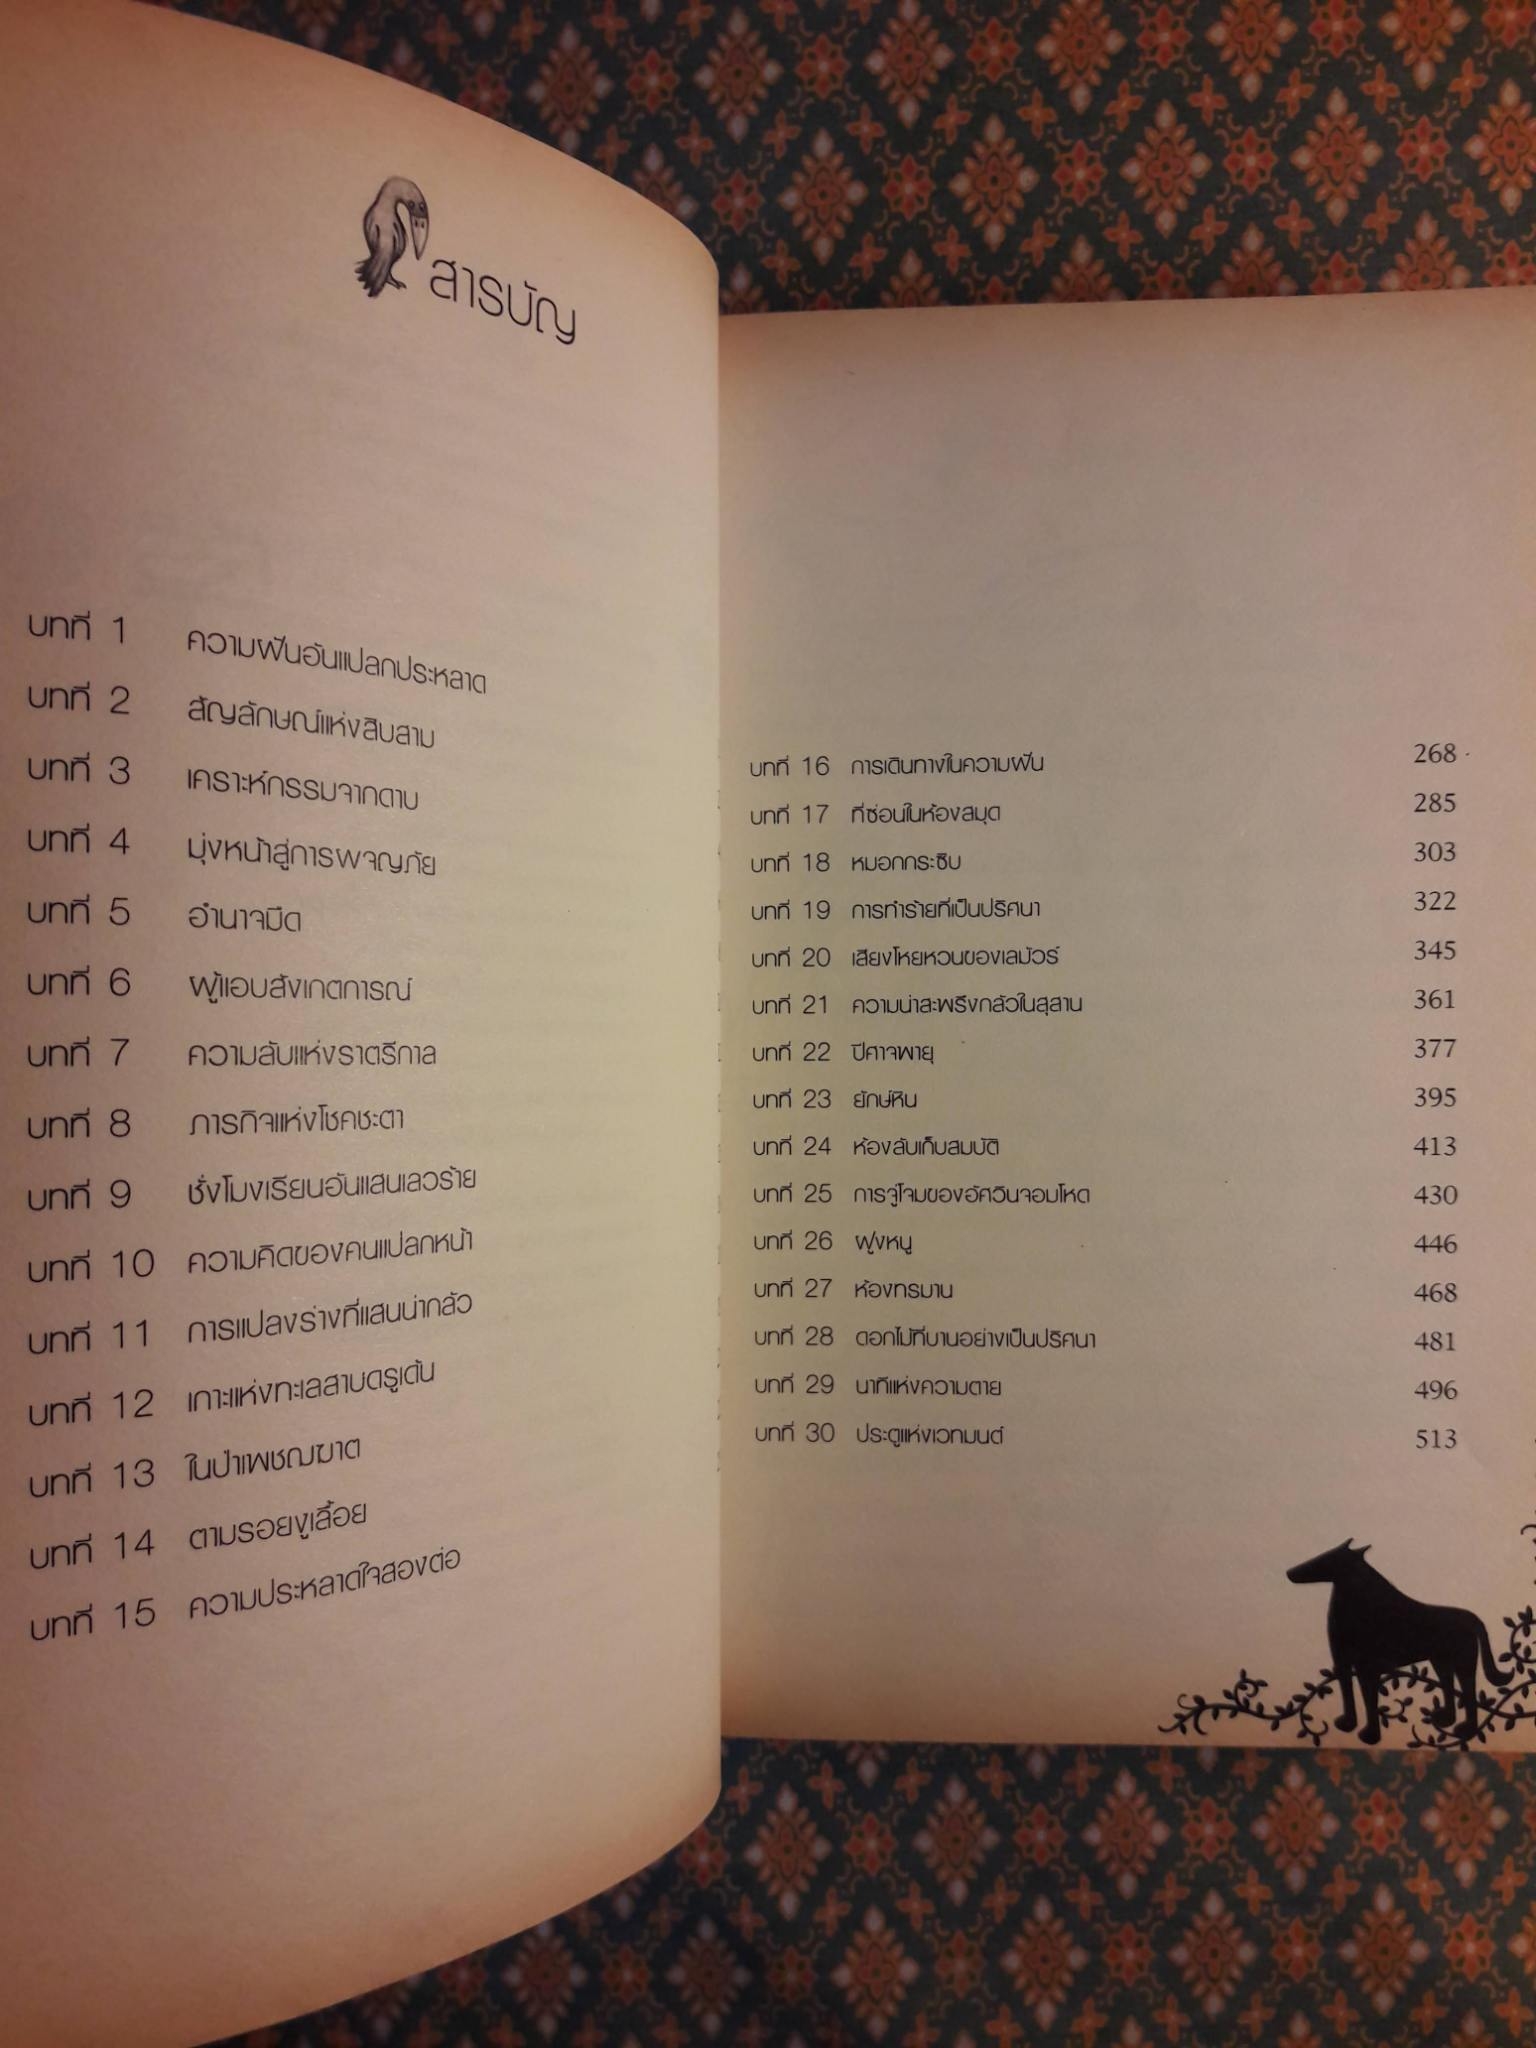 สารบัญ
บทที่ 1 ความฝันอันแปลกประหลาด
บทที่ 2 สัญลักษณ์แห่งสิบสาม
บทที่ 3 เคราะห์กรรมจากดาบ
บทที่ 4 มุ่งหน้าสู่การผจญภัย
บทที่ 5 อำนาจมืด
บทที่ 6 ผู้แอบสังเกตการณ์
บทที่ 7 ความลับแห่งราตรีกาล
บทที่ 8 ภารกิจแห่งโชคชะตา
บทที่ 9 ชั่งโมงเรียนอันแสนเลวร้าย
บทที่ 10 ความคิดของคนแปลกหน้า
บทที่ 11 การแปลงร่างที่แสนน่ากลัว
บทที่ 12 เกาะแห่งทะเลสาบดรูเด้น
บทที่ 13 ในป่าเพชฌฆาต
บทที่ 14 ตามรอยงูเลื้อย
บทที่ 15 ความประหลาดใจสองต่อ
บทที่ 16 การเดินทางในความฝัน 268
บทที่ 17 ที่ซ่อนในห้องสมุด 285
บทที่ 18 หมอกกระซิบ 303
บทที่ 19 การทำร้ายที่เป็นปริศนา 322
บทที่ 20 เสียงโหยหวนของเลมัวร์ 345
บทที่ 21 ความน่าสะพรึงกลัวในสุสาน 361
บทที่ 22 ปีศาจพายุ 377
บทที่ 23 ยักษ์หิน 395
บทที่ 24 ห้องลับเก็บสมบัติ 413
บทที่ 25 การจู่โจมของอัศวินจอมโหด 430
บทที่ 26 ฝูงหนู 446
บทที่ 27 ห้องทรมาน 468
บทที่ 28 ดอกไม้ที่บานอย่างเป็นปริศนา 481
บทที่ 29 นาทีแห่งความตาย 496
บทที่ 30 ประตูแห่งเวทมนต์ 513